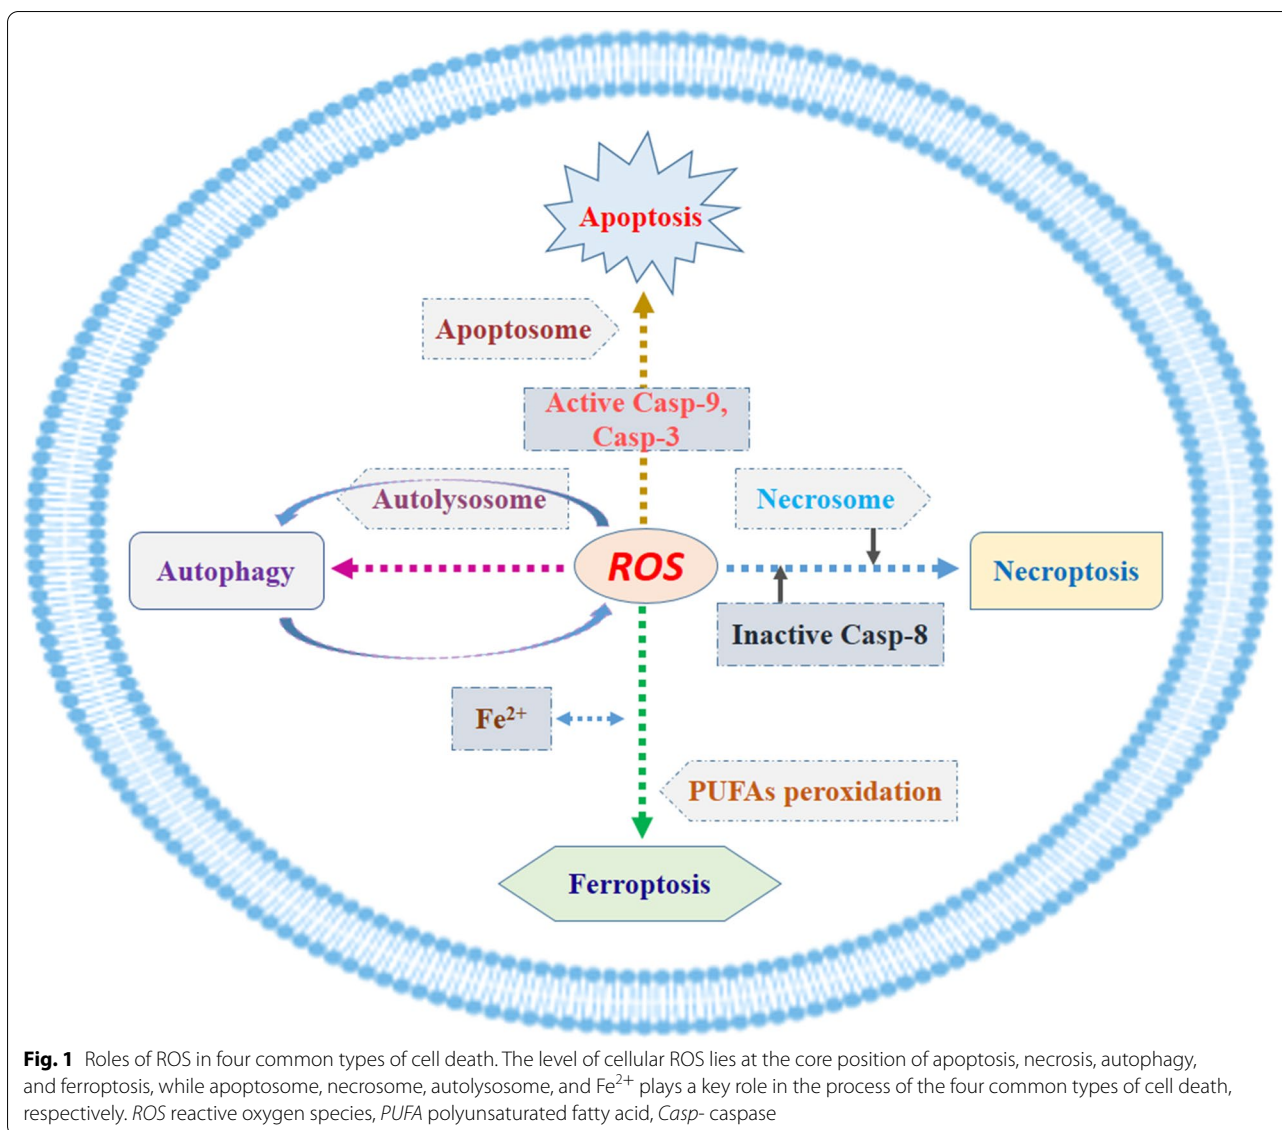 Apoptosis
Apoptosome
Active Casp-9,
Casp-3
Autolysosome
Necrosome
Autophagy
ROS
Necroptosis
Inactive Casp-8
Fe²⁺
PUFAs peroxidation
Ferroptosis
Fig. 1 Roles of ROS in four common types of cell death. The level of cellular ROS lies at the core position of apoptosis, necrosis, autophagy,
and ferroptosis, while apoptosome, necrosome, autolysosome, and Fe²⁺ plays a key role in the process of the four common types of cell death,
respectively. ROS reactive oxygen species, PUFA polyunsaturated fatty acid, Casp- caspase